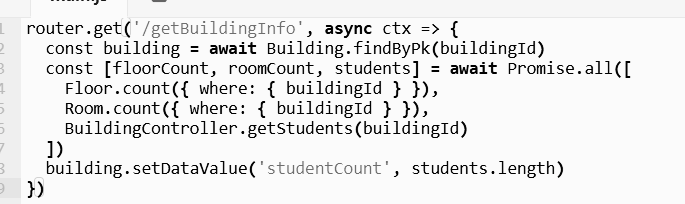 router.get('/getBuildingInfo', async ctx => {
const building = await Building.findByPk(buildingId)
const [floorCount, roomCount, students] = await Promise.all([
Floor.count({ where: { buildingId } }),
Room.count({ where: { buildingId } }),
BuildingController.getStudents(buildingId)
])
building.setDataValue('studentCount', students.length)
})